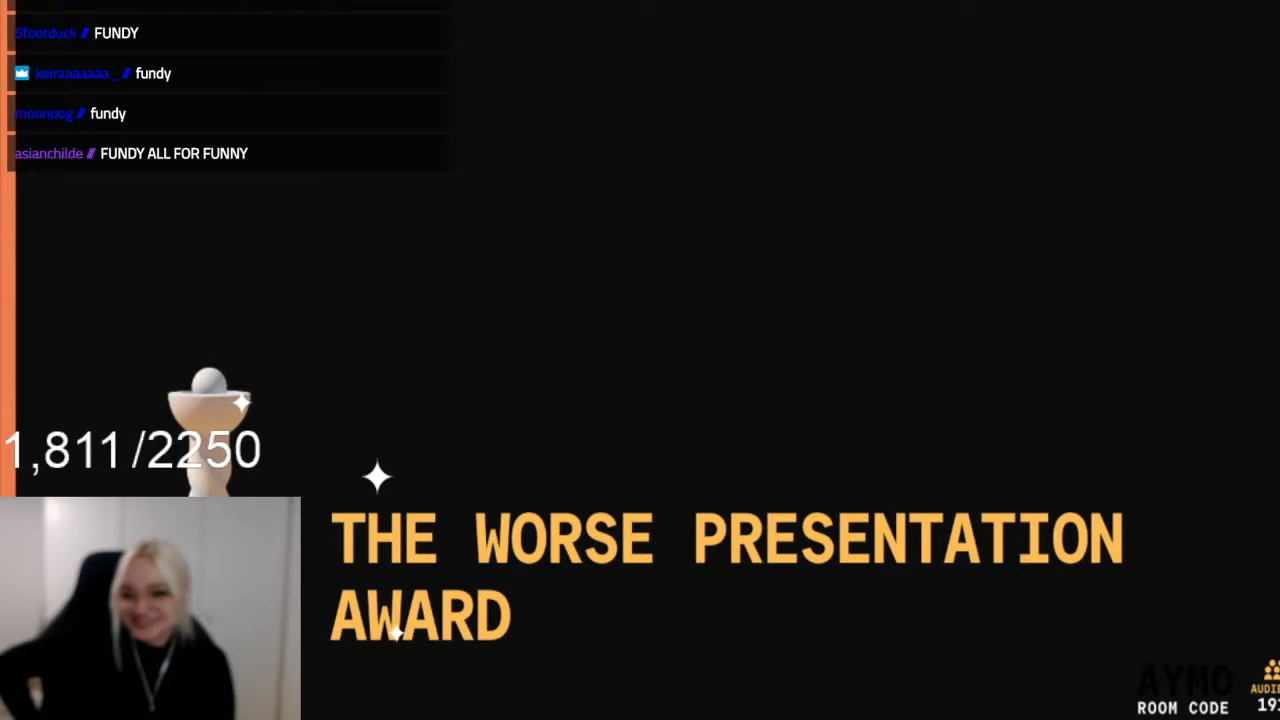 5footduck // FUNDY
keiraaaaaaa_ // fundy
moonpog // fundy
asianchilde // FUNDY ALL FOR FUNNY
1,811/2250
THE WORSE PRESENTATION
AWARD
AYMO
ROOM CODE